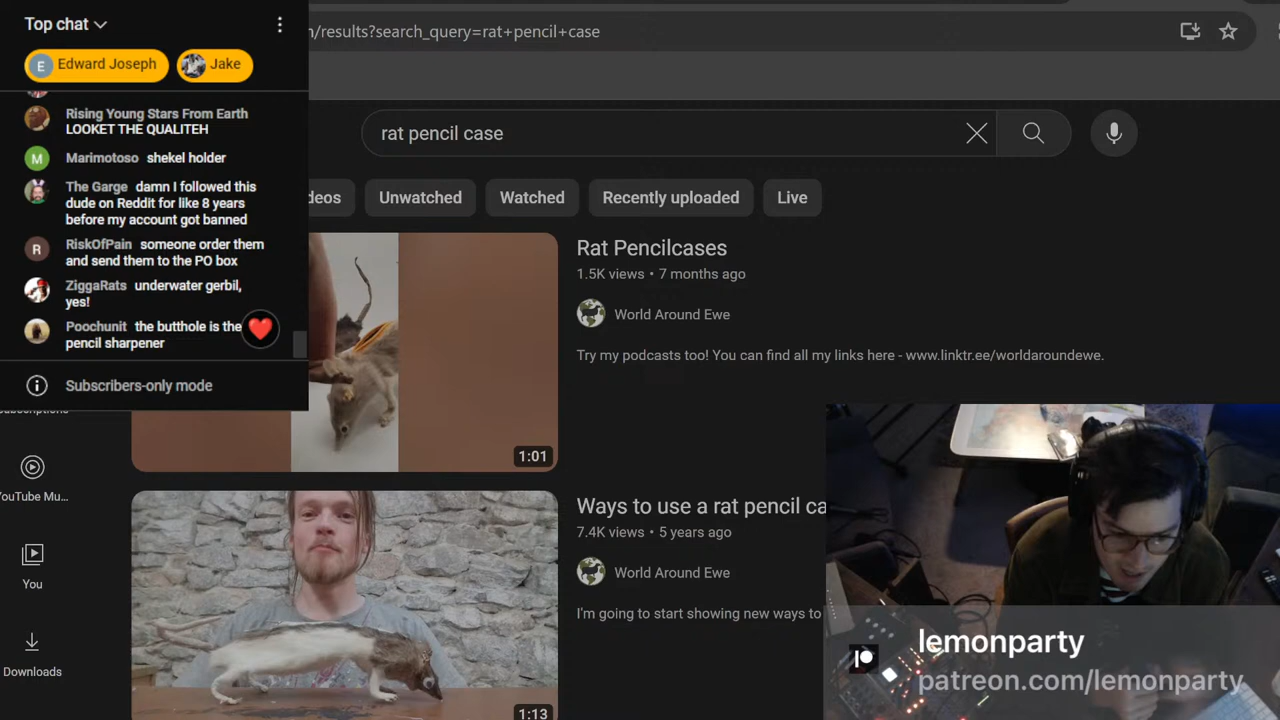 Top chat
n/results?search_query=rat+pencil+case
E Edward Joseph Jake
Rising Young Stars From Earth
LOOKET THE QUALITEH
M Marimotoso shekel holder
The Garge damn I followed this
dude on Reddit for like 8 years
before my account got banned
R RiskOfPain someone order them
and send them to the PO box
ZiggaRats underwater gerbil,
yes!
Poochunit the butthole is the
pencil sharpener
Subscribers-only mode
rat pencil case
deos Unwatched Watched Recently uploaded Live
Rat Pencilcases
1.5K views • 7 months ago
World Around Ewe
Try my podcasts too! You can find all my links here - www.linktr.ee/worldaroundewe.
1:01
Subscriptions
YouTube Mu...
You
Downloads
Ways to use a rat pencil ca
7.4K views • 5 years ago
World Around Ewe
I'm going to start showing new ways to
1:13
lemonparty
patreon.com/lemonparty